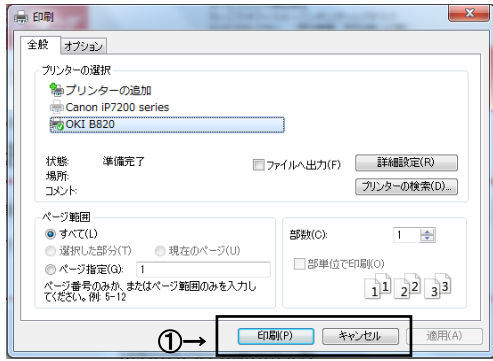 印刷
全般 オプション
プリンターの選択
プリンターの追加
Canon iP7200 series
OKI B820
状態: 準備完了
場所:
コメント:
ファイルへ出力(F)
詳細設定(R)
プリンターの検索(D)...
ページ範囲
すべて(L)
選択した部分(T) 現在のページ(U)
ページ指定(G): 1
ページ番号のみか、またはページ範囲のみを入力し
てください。例: 5-12
部数(C): 1
部単位で印刷(O)
1 1 2 2 3 3
①→
印刷(P) キャンセル 適用(A)